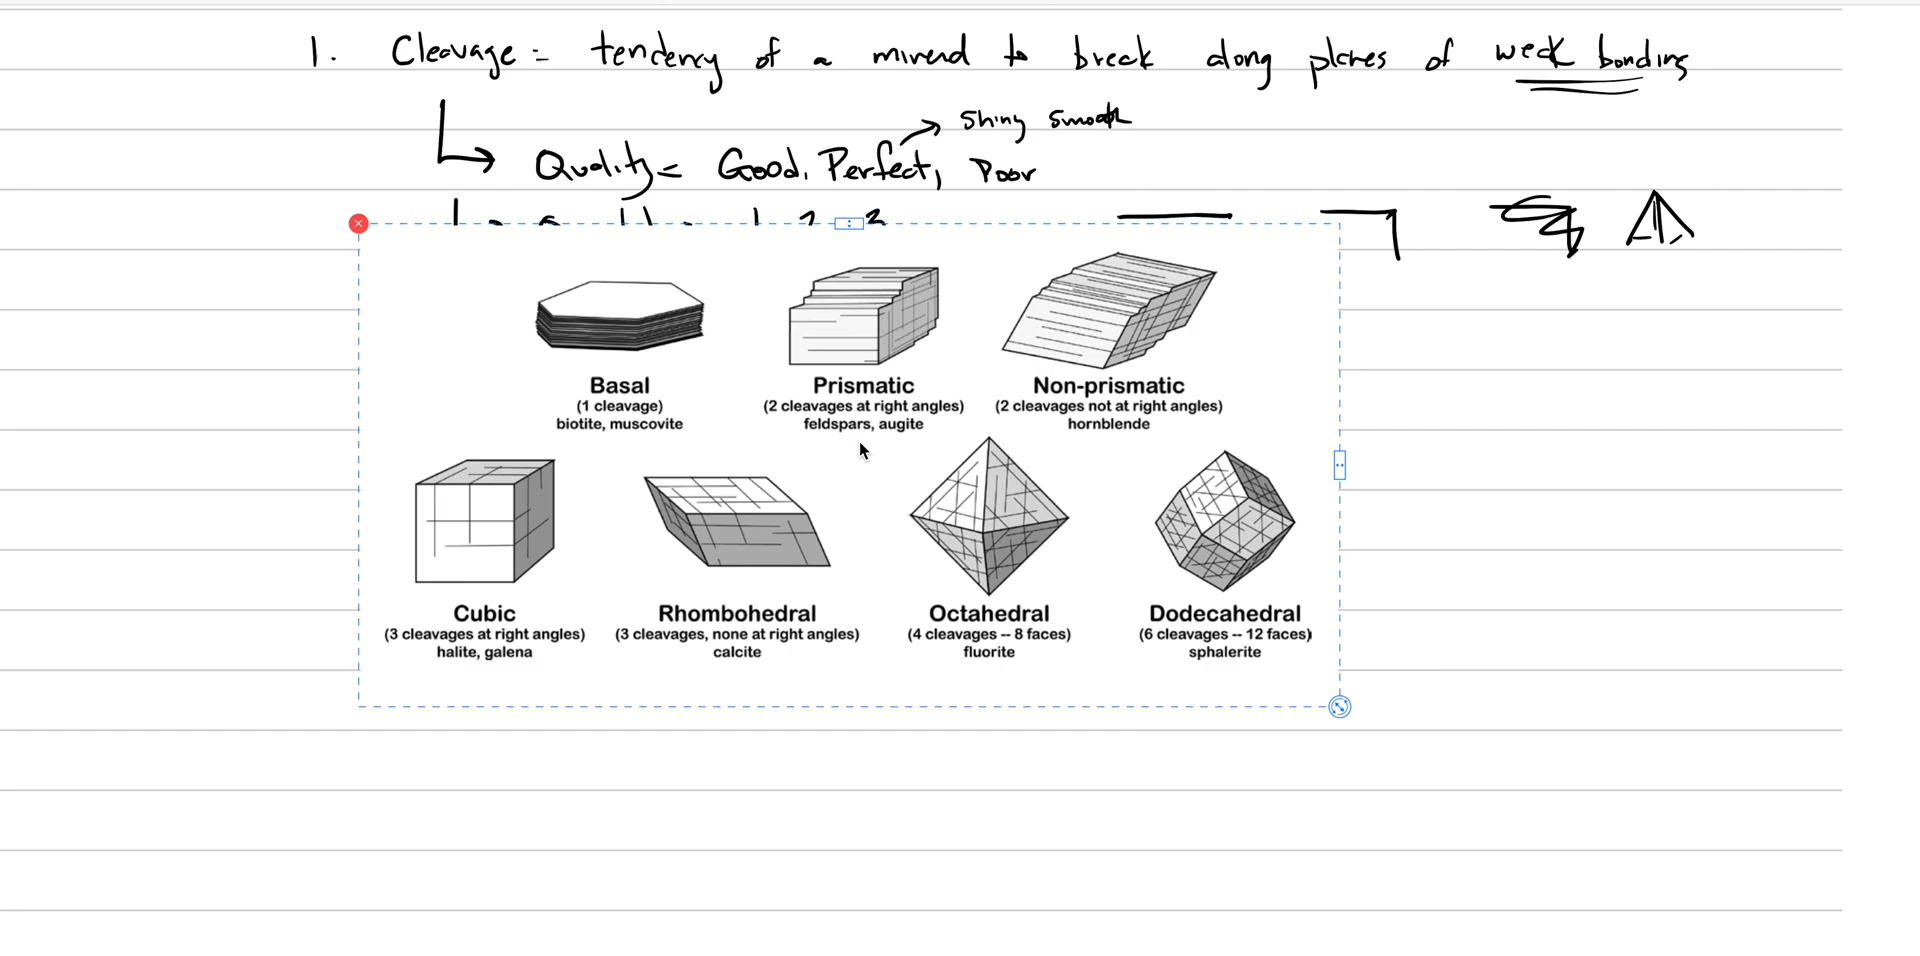 1. Cleavage = tendency of a mineral to break along planes of weak bonding
shiny smooth
Quality = Good, Perfect, Poor
Basal
(1 cleavage)
biotite, muscovite
Prismatic
(2 cleavages at right angles)
feldspars, augite
Non-prismatic
(2 cleavages not at right angles)
hornblende
Cubic
(3 cleavages at right angles)
halite, galena
Rhombohedral
(3 cleavages, none at right angles)
calcite
Octahedral
(4 cleavages -- 8 faces)
fluorite
Dodecahedral
(6 cleavages -- 12 faces)
sphalerite